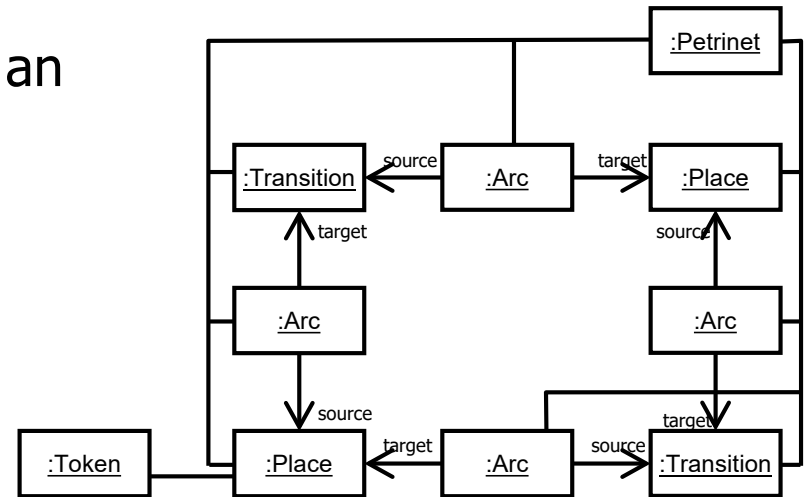 :Petrinet
an
source target
:Transition :Arc :Place
target source
:Arc :Arc
source target
target source
:Token :Place :Arc :Transition